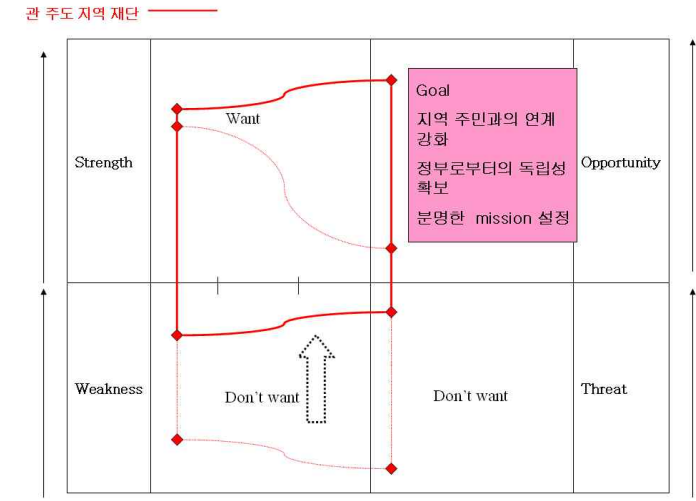 관 주도 지역 재단
Goal
Want
지역 주민과의 연계
강화
Strength
정부로부터의 독립성
확보
Opportunity
분명한 mission 설정
Weakness
Don't want
Don't want
Threat